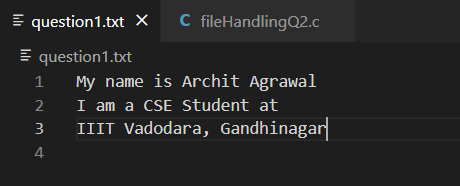 question1.txt × C fileHandlingQ2.c
question1.txt
1 My name is Archit Agrawal
2 I am a CSE Student at
3 IIIT Vadodara, Gandhinagar
4